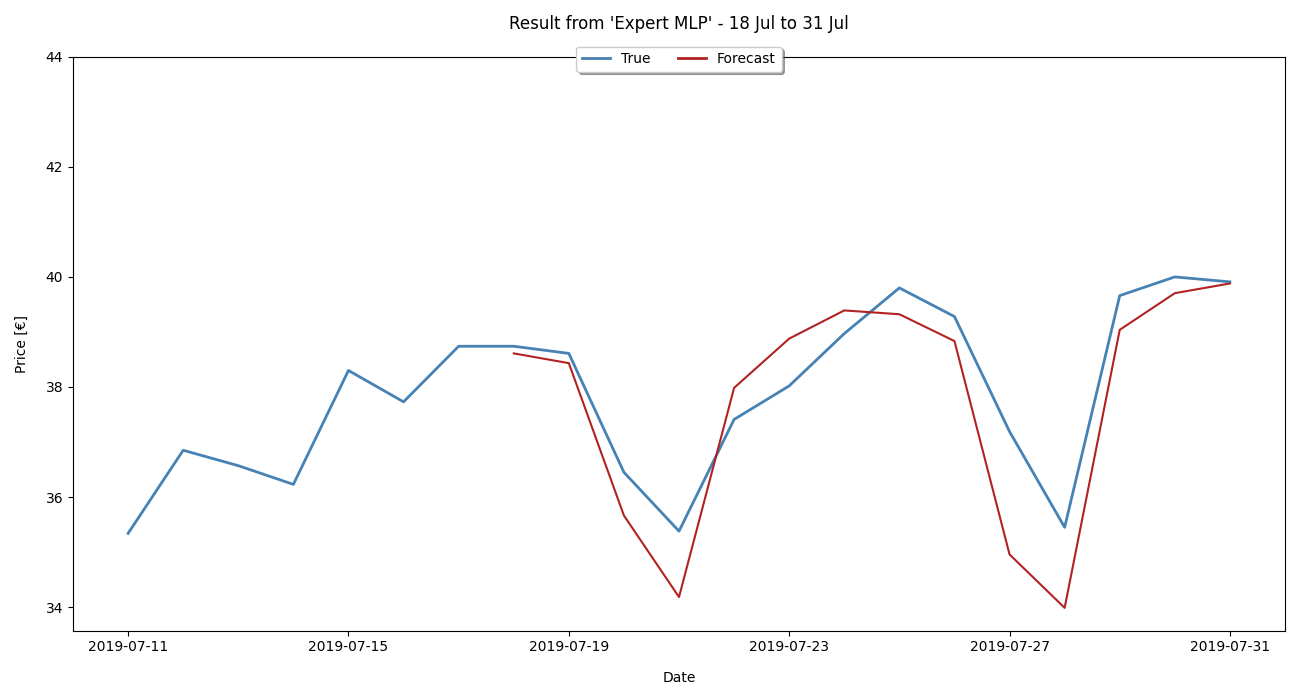 Result from 'Expert MLP' - 18 Jul to 31 Jul
True Forecast
44
42
40
38
36
34
Price [€]
2019-07-11 2019-07-15 2019-07-19 2019-07-23 2019-07-27 2019-07-31
Date